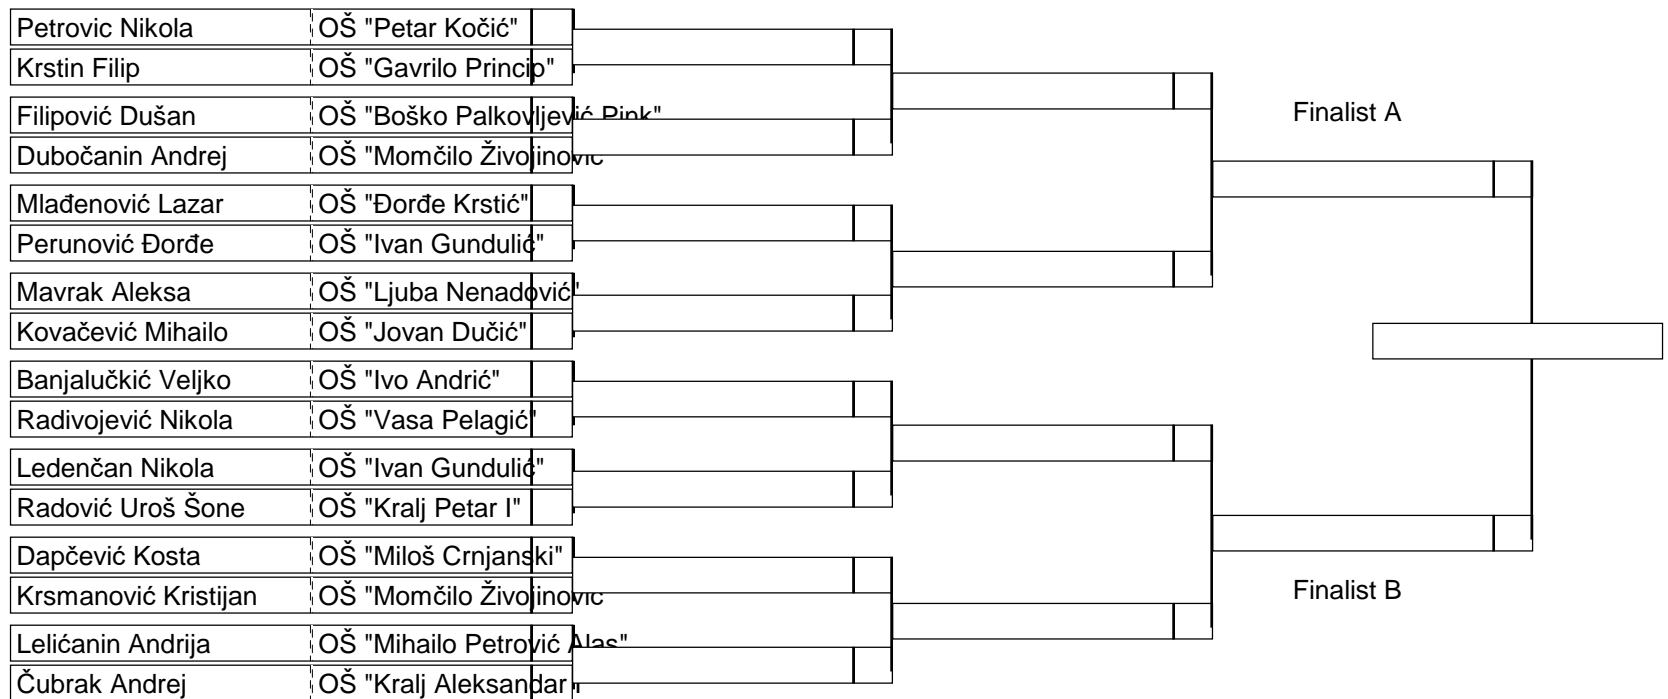 Petrovic Nikola OŠ "Petar Kočić"
Krstin Filip OŠ "Gavrilo Princip"
Filipović Dušan OŠ "Boško Palkovljević Pink"
Finalist A
Dubočanin Andrej OŠ "Momčilo Živojinović
Mlađenović Lazar OŠ "Đorđe Krstić"
Perunović Đorđe OŠ "Ivan Gundulić"
Mavrak Aleksa OŠ "Ljuba Nenadović"
Kovačević Mihailo OŠ "Jovan Dučić"
Banjalučkić Veljko OŠ "Ivo Andrić"
Radivojević Nikola OŠ "Vasa Pelagić"
Ledenčan Nikola OŠ "Ivan Gundulić"
Radović Uroš Šone OŠ "Kralj Petar I"
Dapčević Kosta OŠ "Miloš Crnjanski"
Krsmanović Kristijan OŠ "Momčilo Živojinović
Finalist B
Lelićanin Andrija OŠ "Mihailo Petrović Alas"
Čubrak Andrej OŠ "Kralj Aleksandar I